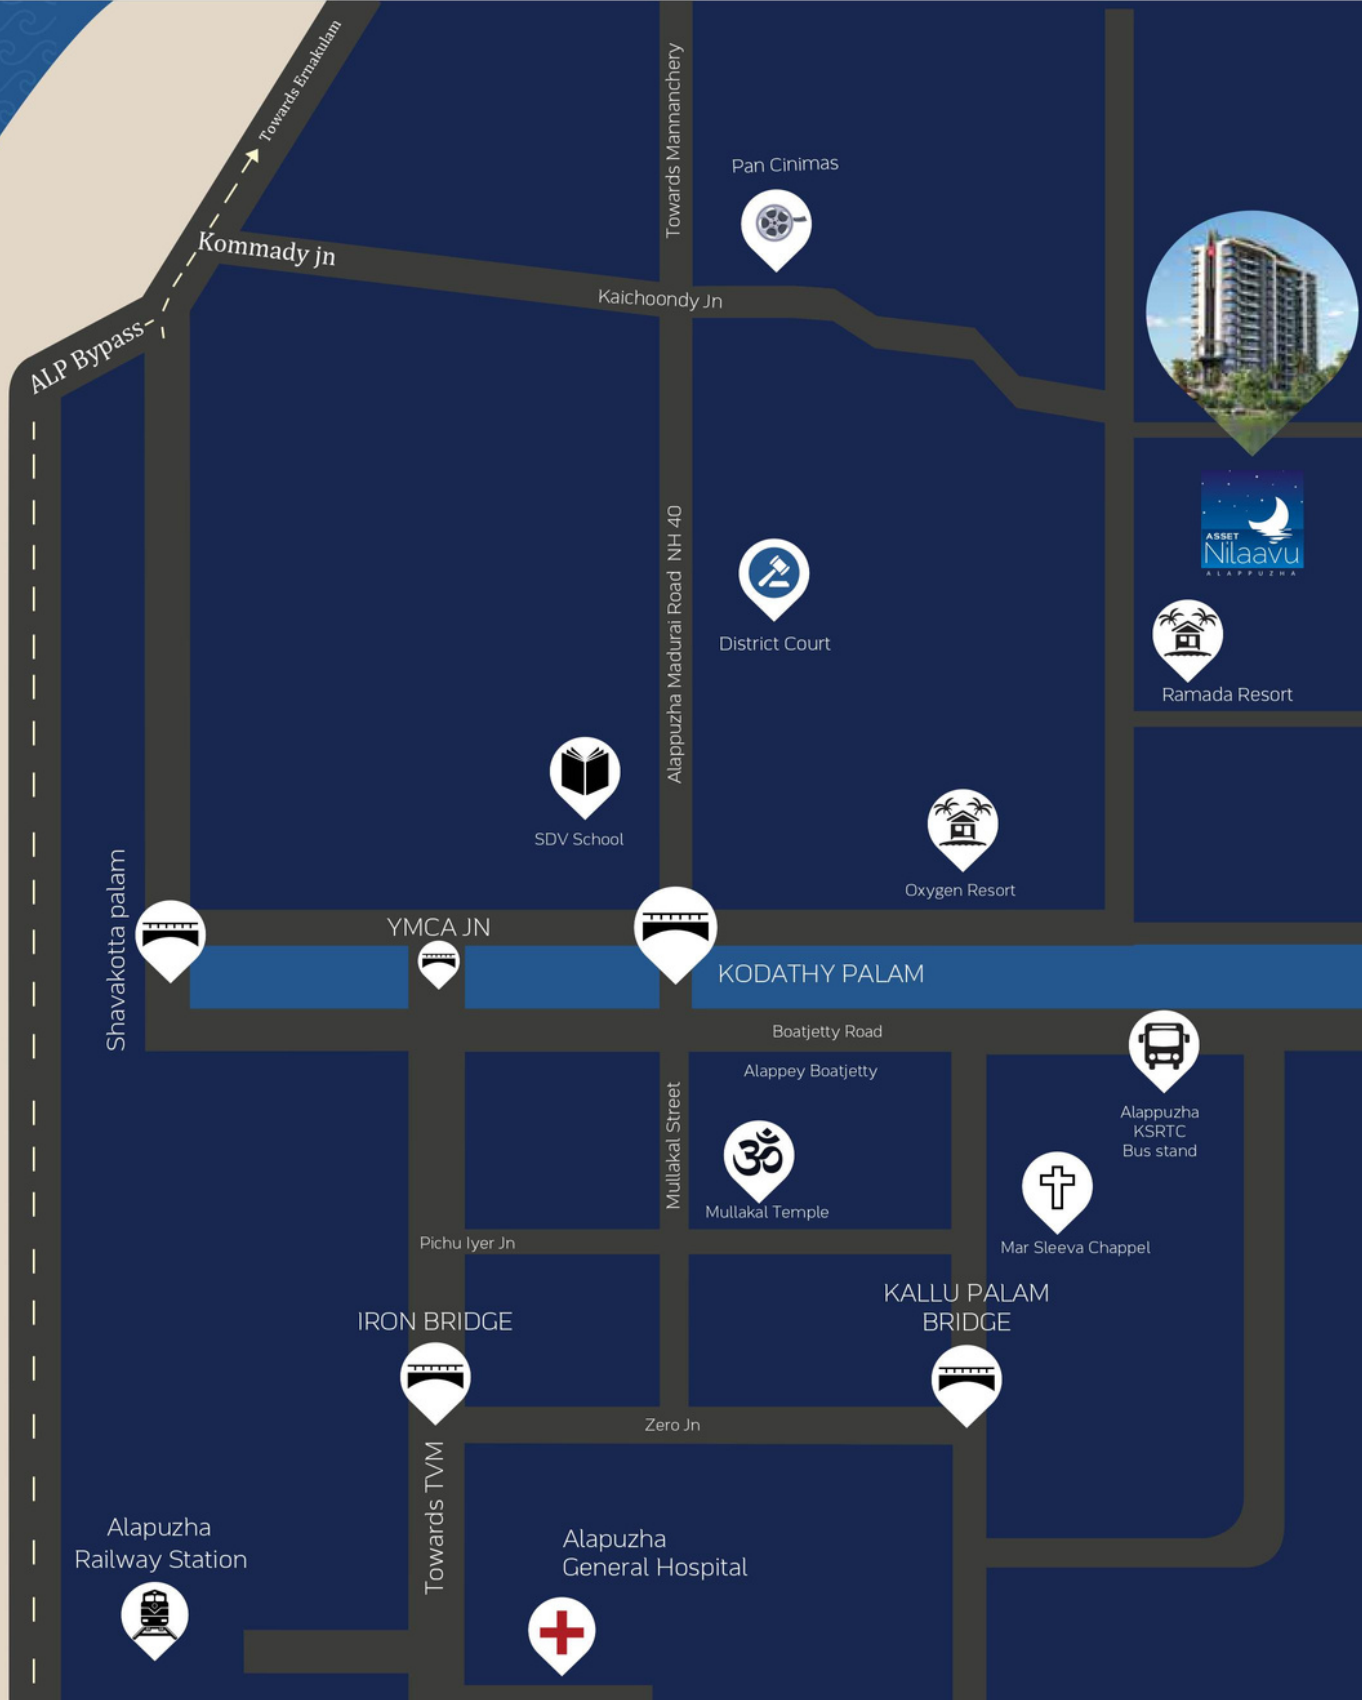 Towards Ernakulam
Towards Mannanchery
Pan Cinimas
Kommady jn
Kaichoondy Jn
ALP Bypass
ASSET
Nilaavu
ALAPPUZHA
Alappuzha Madurai Road NH 40
District Court
Ramada Resort
SDV School
Oxygen Resort
Shavakotta palam
YMCA JN
KODATHY PALAM
Boatjetty Road
Alappey Boatjetty
Mullakal Street
Alappuzha
KSRTC
Bus stand
Mullakal Temple
Pichu Iyer Jn
Mar Sleeva Chappel
KALLU PALAM
BRIDGE
IRON BRIDGE
Zero Jn
Towards TVM
Alapuzha
Railway Station
Alapuzha
General Hospital